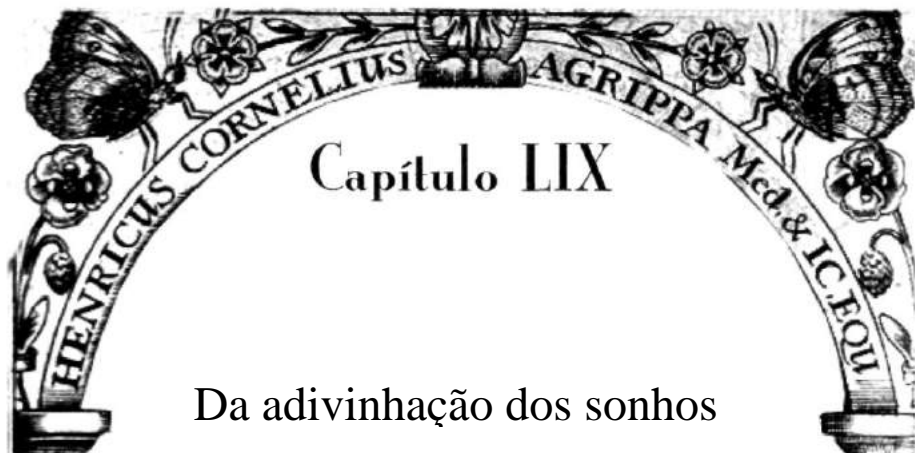 HENRICUS CORNELIUS AGRIPPA Med. & IC. EQU
Capítulo LIX
Da adivinhação dos sonhos